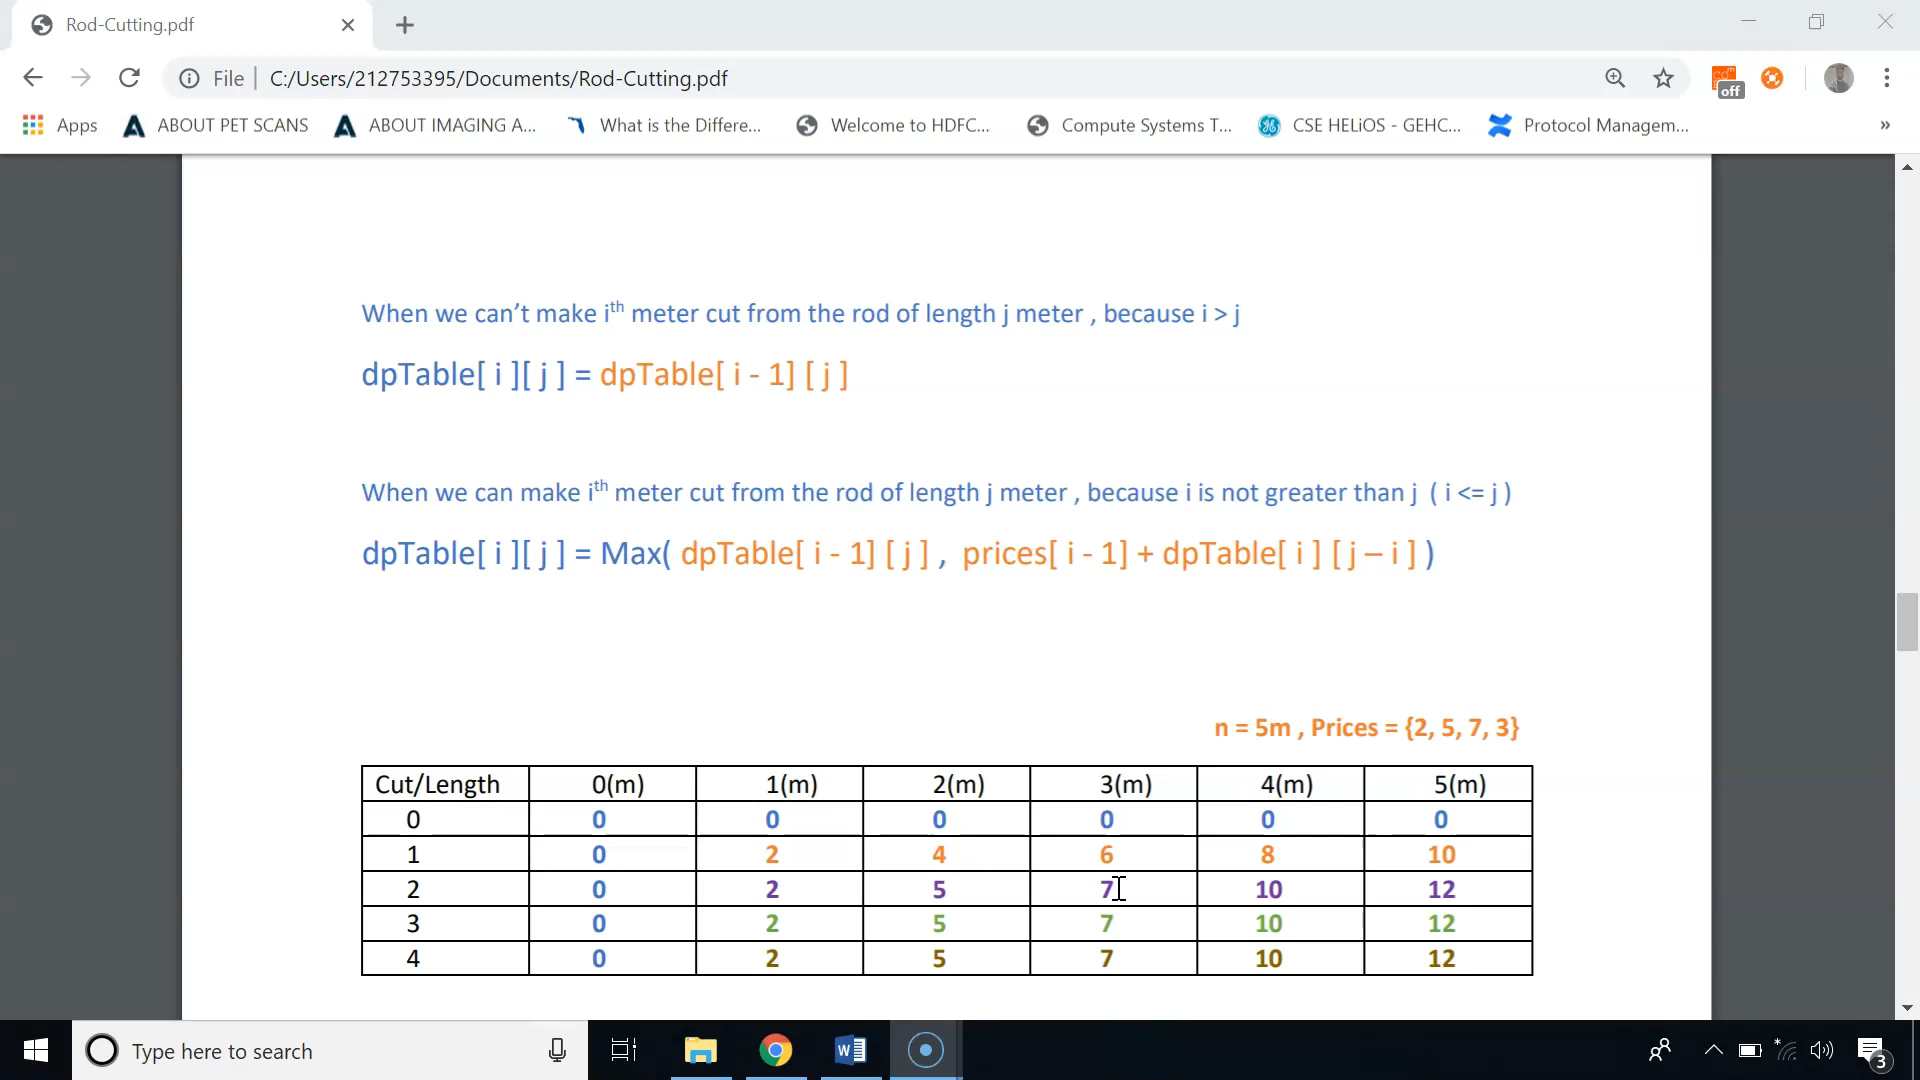 Rod-Cutting.pdf
File | C:/Users/212753395/Documents/Rod-Cutting.pdf
off
Apps ABOUT PET SCANS ABOUT IMAGING A... What is the Differe... Welcome to HDFC... Compute Systems T... CSE HELiOS - GEHC... Protocol Managem... »
When we can’t make iᵗʰ meter cut from the rod of length j meter , because i > j
dpTable[ i ][ j ] = dpTable[ i - 1] [ j ]
When we can make iᵗʰ meter cut from the rod of length j meter , because i is not greater than j ( i <= j )
dpTable[ i ][ j ] = Max( dpTable[ i - 1] [ j ] , prices[ i - 1] + dpTable[ i ] [ j – i ] )
n = 5m , Prices = {2, 5, 7, 3}
Cut/Length 0(m) 1(m) 2(m) 3(m) 4(m) 5(m)
0 0 0 0 0 0 0
1 0 2 4 6 8 10
2 0 2 5 7 10 12
3 0 2 5 7 10 12
4 0 2 5 7 10 12
Type here to search
3